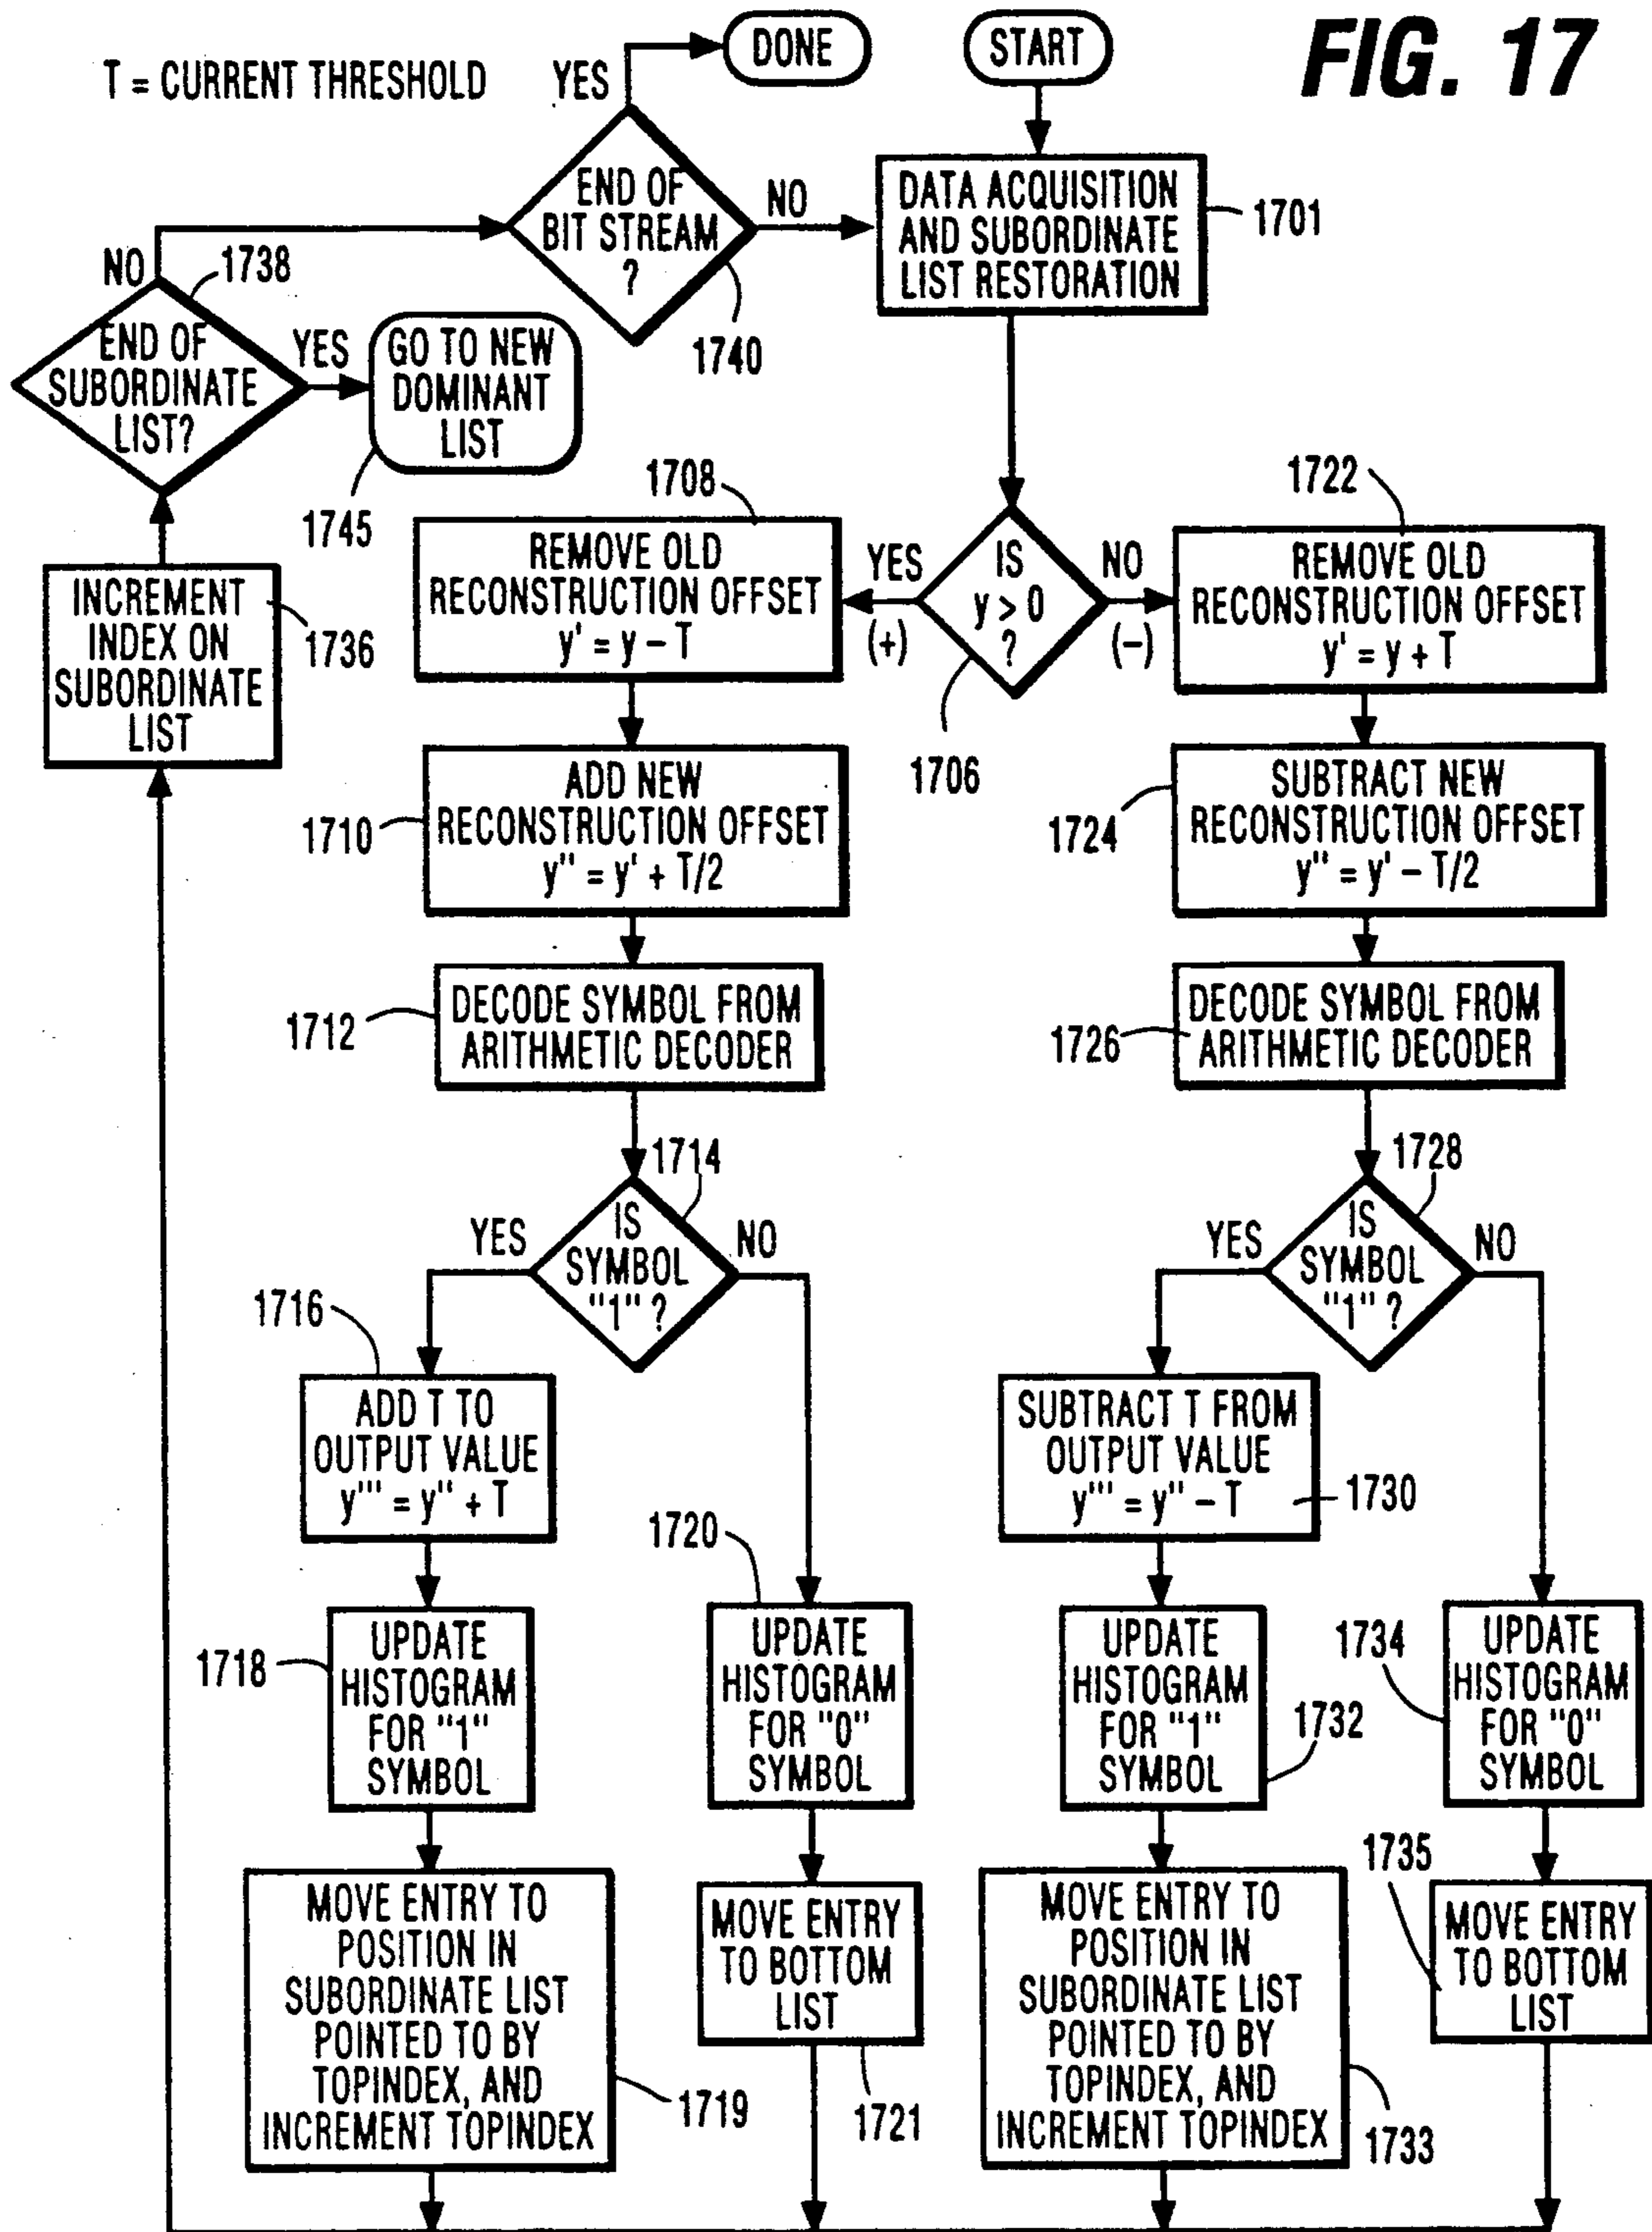 FIG. 17
T = CURRENT THRESHOLD
YES
DONE
START
END OF
BIT STREAM
?
NO
1740
DATA ACQUISITION
AND SUBORDINATE
LIST RESTORATION
1701
NO
1738
END OF
SUBORDINATE
LIST?
YES
GO TO NEW
DOMINANT
LIST
1745
INCREMENT
INDEX ON
SUBORDINATE
LIST
1736
1708
REMOVE OLD
RECONSTRUCTION OFFSET
y' = y – T
YES
(+)
IS
y > 0
?
NO
(–)
1706
1722
REMOVE OLD
RECONSTRUCTION OFFSET
y' = y + T
1710
ADD NEW
RECONSTRUCTION OFFSET
y'' = y' + T/2
1724
SUBTRACT NEW
RECONSTRUCTION OFFSET
y'' = y' – T/2
1712
DECODE SYMBOL FROM
ARITHMETIC DECODER
1726
DECODE SYMBOL FROM
ARITHMETIC DECODER
1714
YES
IS
SYMBOL
"1" ?
NO
1728
YES
IS
SYMBOL
"1" ?
NO
1716
ADD T TO
OUTPUT VALUE
y''' = y'' + T
SUBTRACT T FROM
OUTPUT VALUE
y''' = y'' – T
1730
1718
UPDATE
HISTOGRAM
FOR "1"
SYMBOL
1720
UPDATE
HISTOGRAM
FOR "0"
SYMBOL
UPDATE
HISTOGRAM
FOR "1"
SYMBOL
1732
1734
UPDATE
HISTOGRAM
FOR "0"
SYMBOL
MOVE ENTRY TO
POSITION IN
SUBORDINATE LIST
POINTED TO BY
TOPINDEX, AND
INCREMENT TOPINDEX
1719
MOVE ENTRY
TO BOTTOM
LIST
1721
MOVE ENTRY TO
POSITION IN
SUBORDINATE LIST
POINTED TO BY
TOPINDEX, AND
INCREMENT TOPINDEX
1733
1735
MOVE ENTRY
TO BOTTOM
LIST